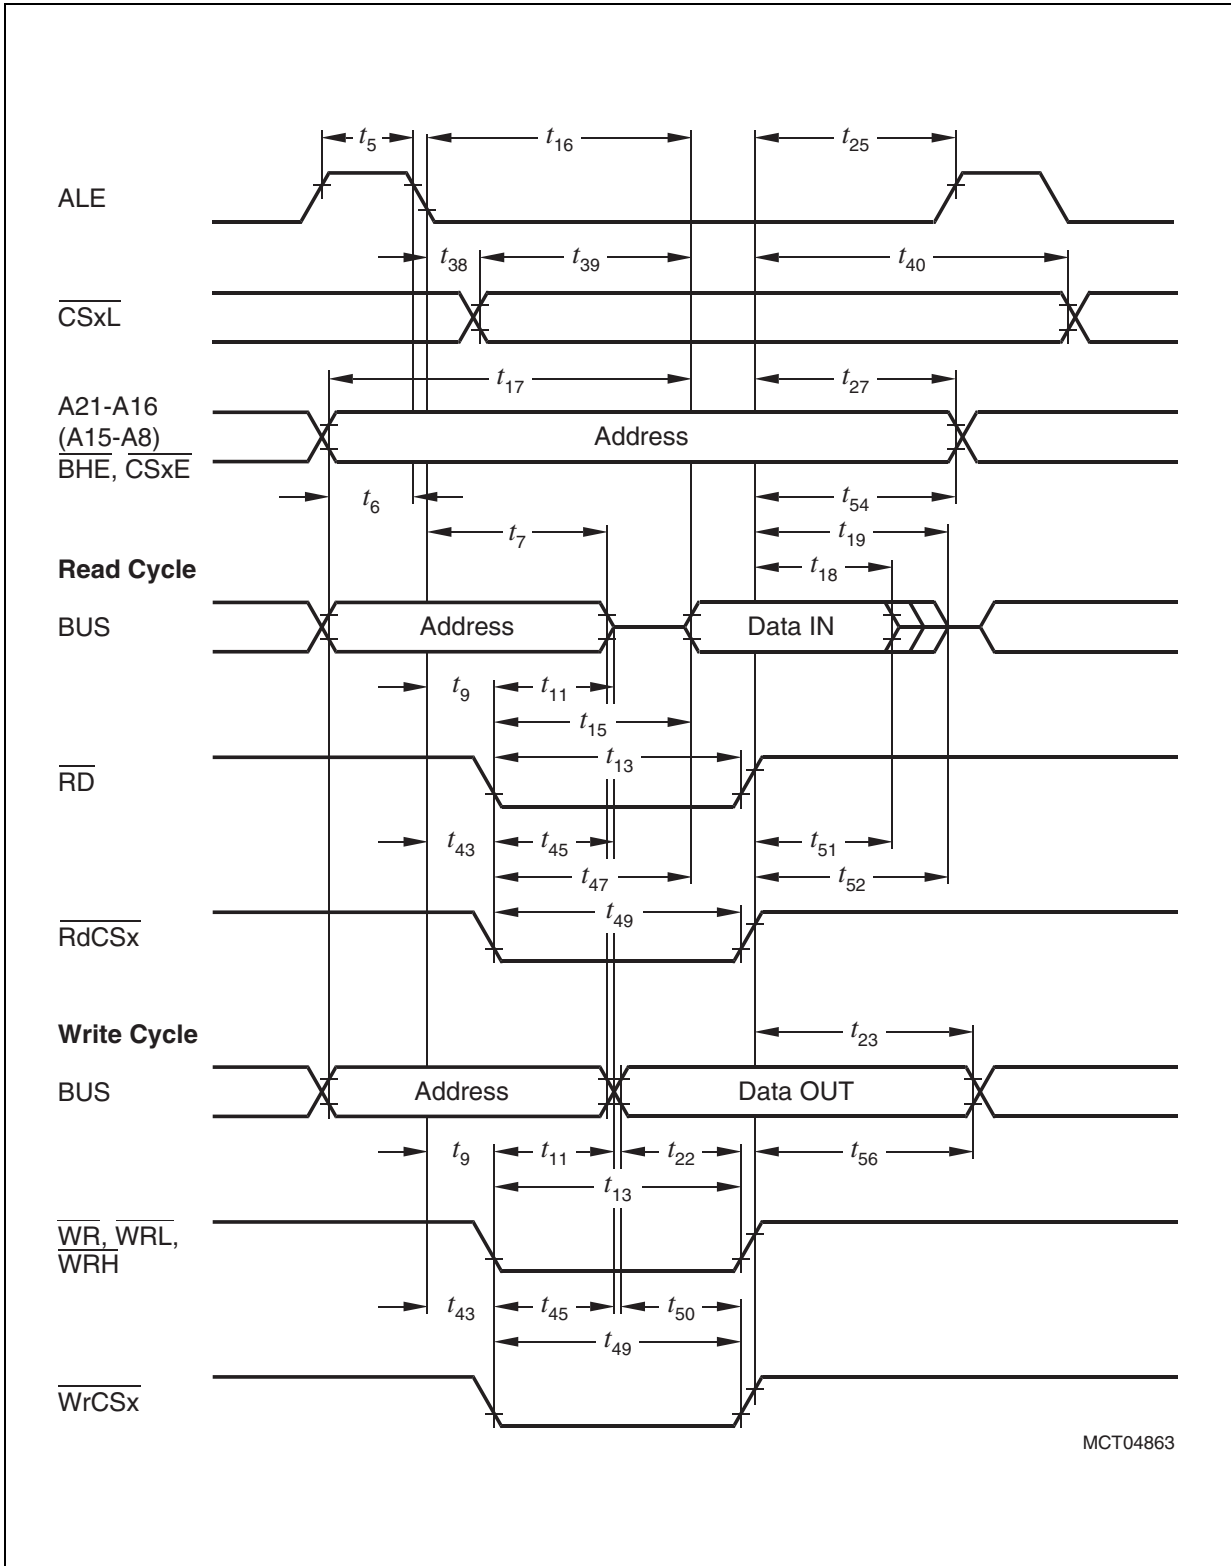 t5 t16 t25
ALE
t38 t39 t40
CSxL
t17 t27
A21-A16
(A15-A8)
BHE, CSxE
Address
t6 t54
t7 t19
Read Cycle
t18
BUS Address Data IN
t9 t11
t15
t13
RD
t43 t45 t51
t47 t52
t49
RdCSx
Write Cycle
t23
BUS Address Data OUT
t9 t11 t22 t56
t13
WR, WRL,
WRH
t43 t45 t50
t49
WrCSx
MCT04863